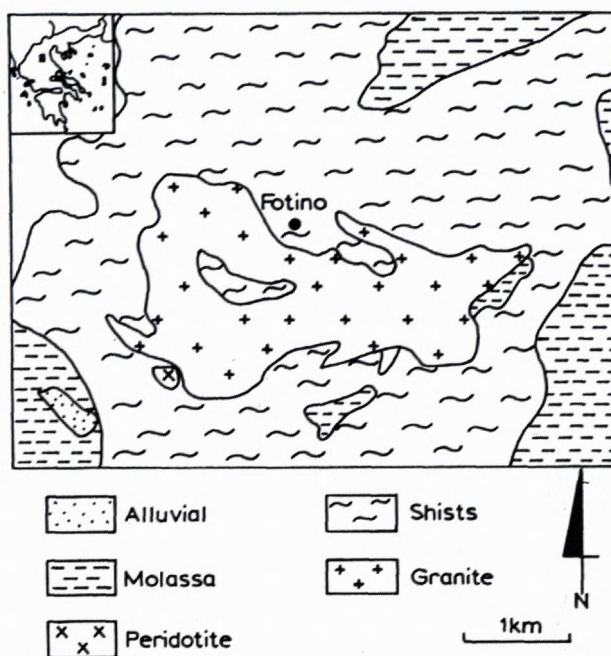 Fotino
Alluvial
Shists
Molassa
Granite
Peridotite
N
1km